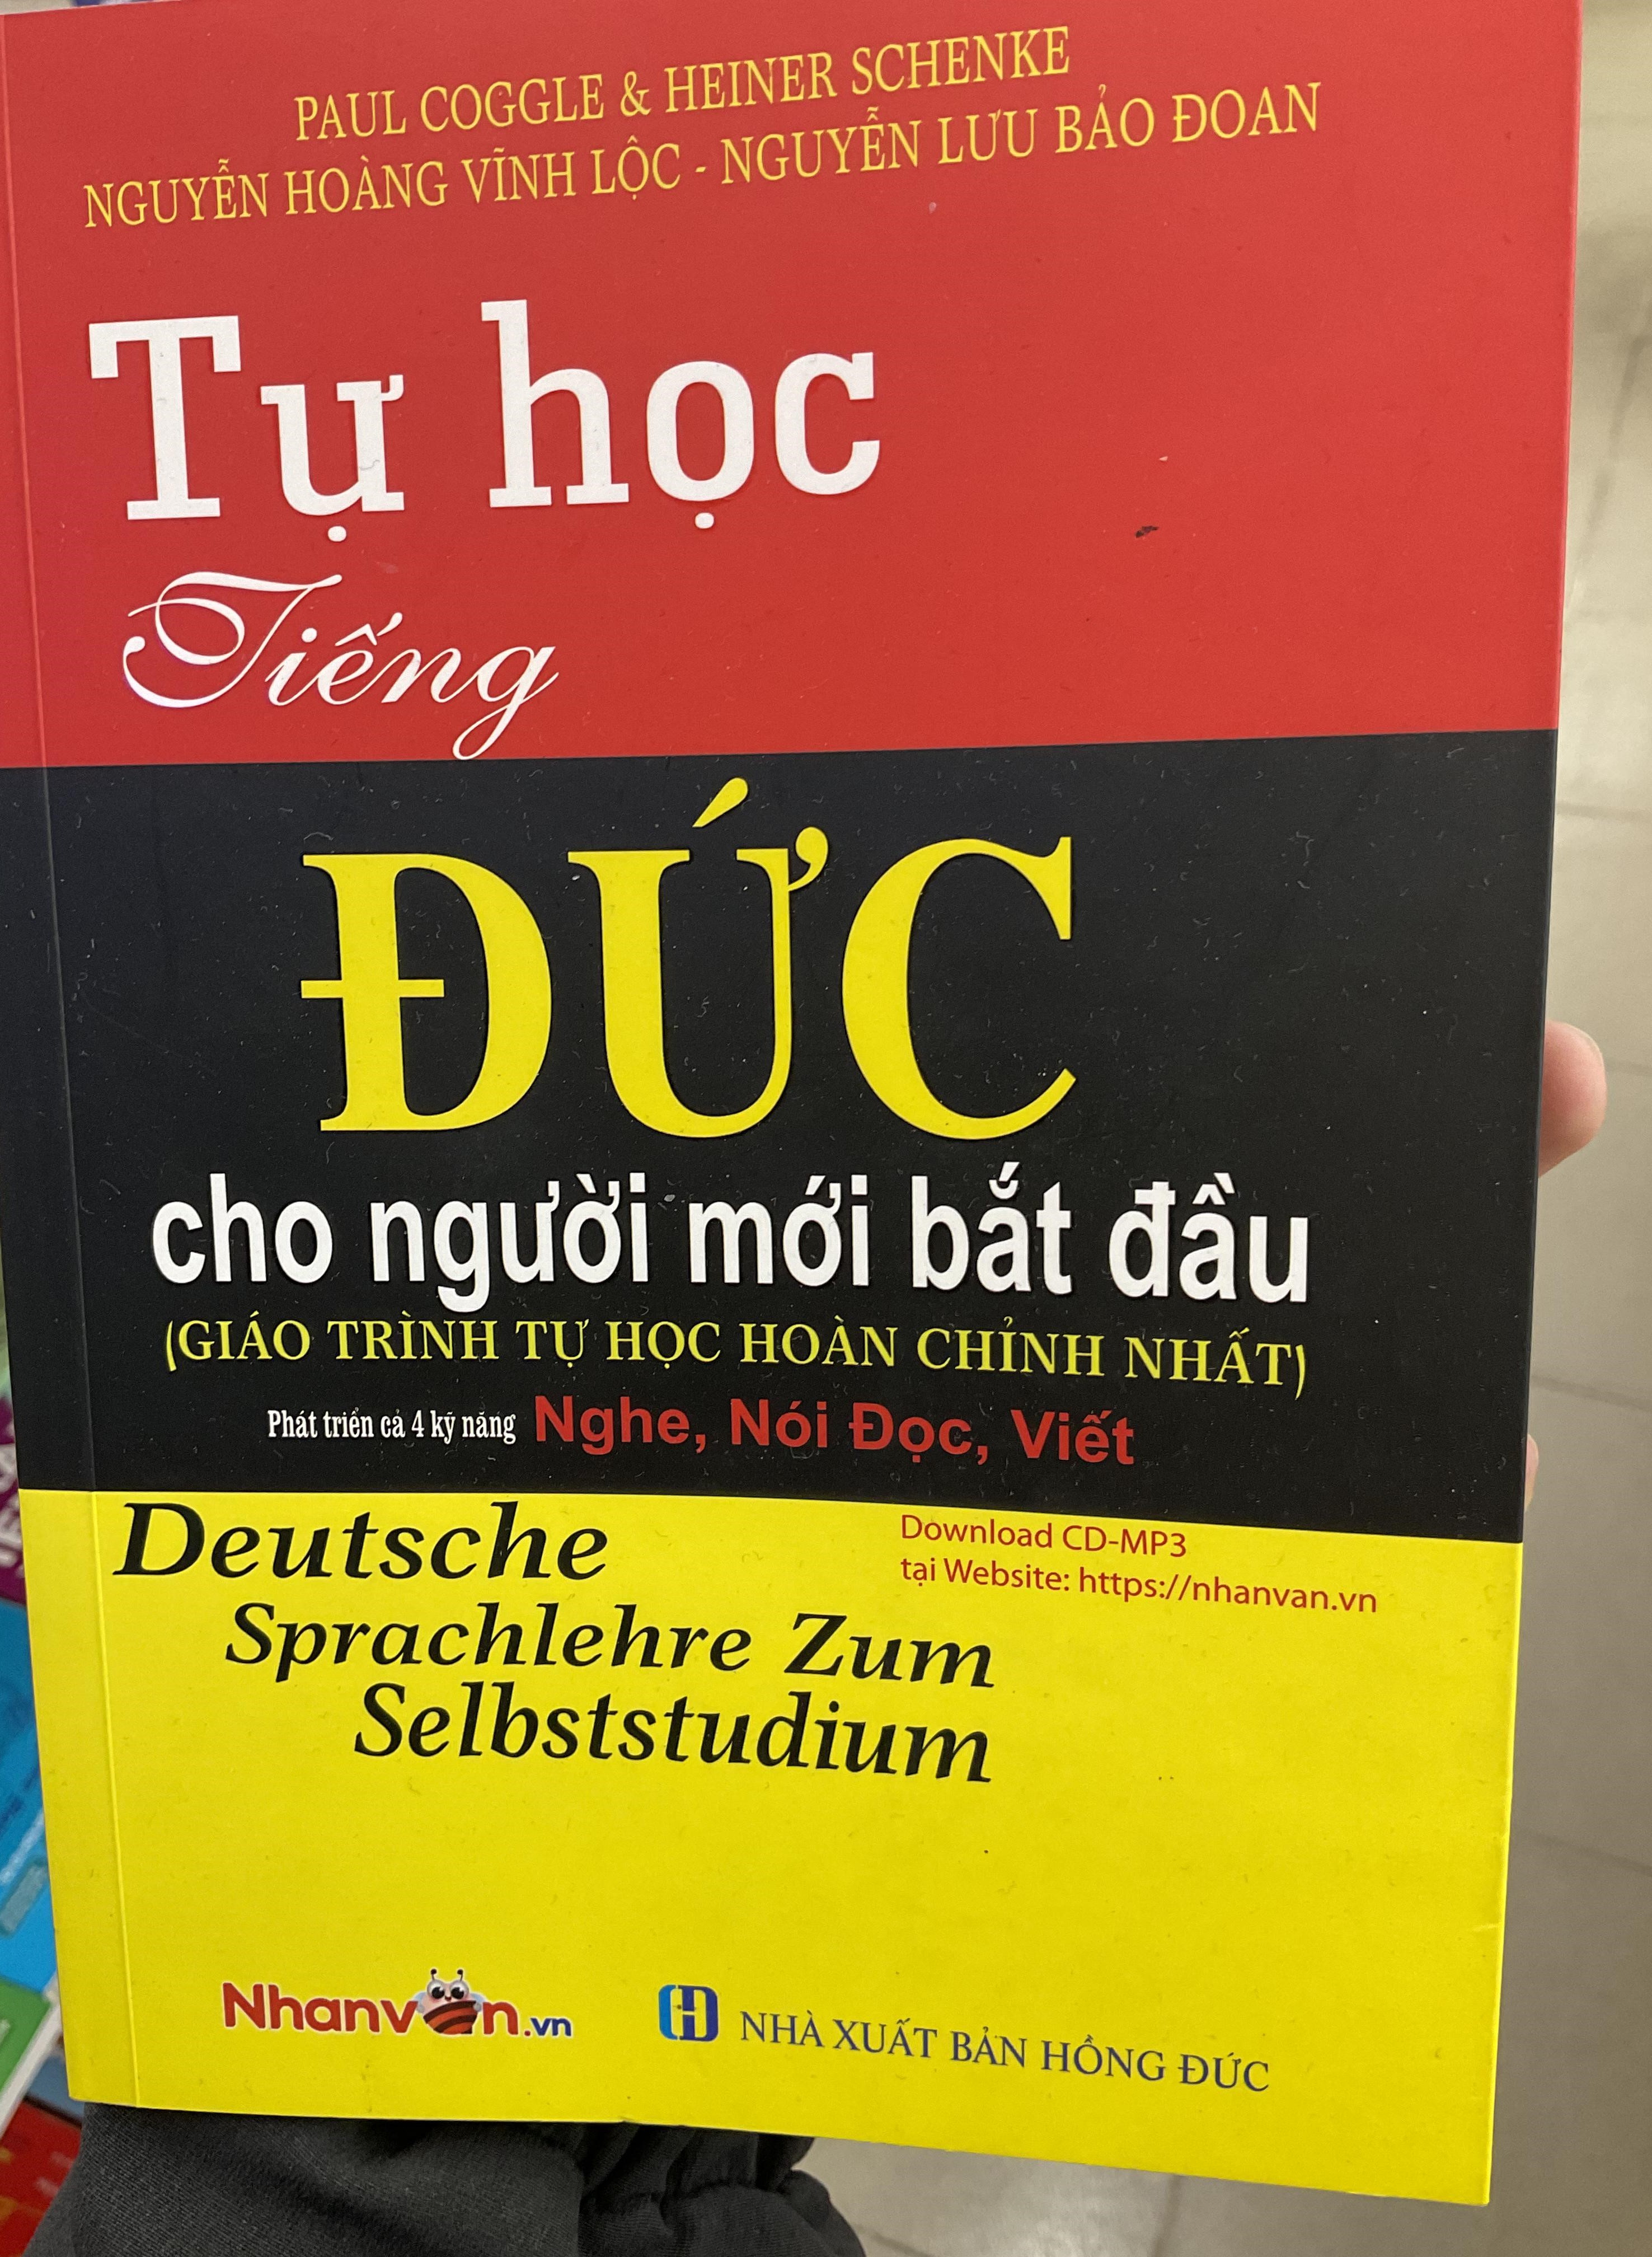 PAUL COGGLE & HEINER SCHENKE
NGUYỄN HOÀNG VĨNH LỘC - NGUYỄN LƯU BẢO ĐOAN
Tự học
Tiếng
ĐỨC
cho người mới bắt đầu
(GIÁO TRÌNH TỰ HỌC HOÀN CHỈNH NHẤT)
Phát triển cả 4 kỹ năng Nghe, Nói Đọc, Viết
Deutsche
Sprachlehre Zum
Selbststudium
Download CD-MP3
tại Website: https://nhanvan.vn
Nhanvăn.vn
NHÀ XUẤT BẢN HỒNG ĐỨC